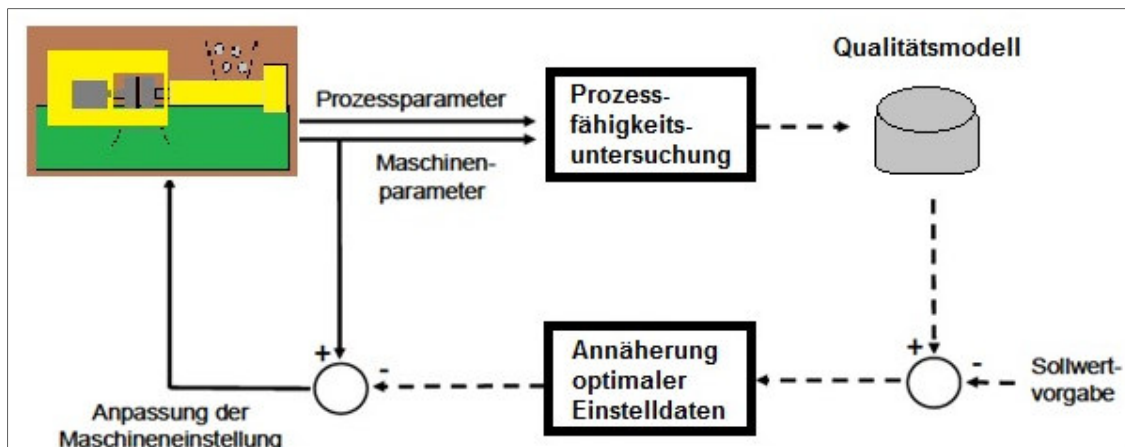 Qualitätsmodell
Prozessparameter
Maschinen-
parameter
Prozess-
fähigkeits-
untersuchung
+
-
Annäherung
optimaler
Einstelldaten
+
-
Sollwert-
vorgabe
Anpassung der
Maschineneinstellung